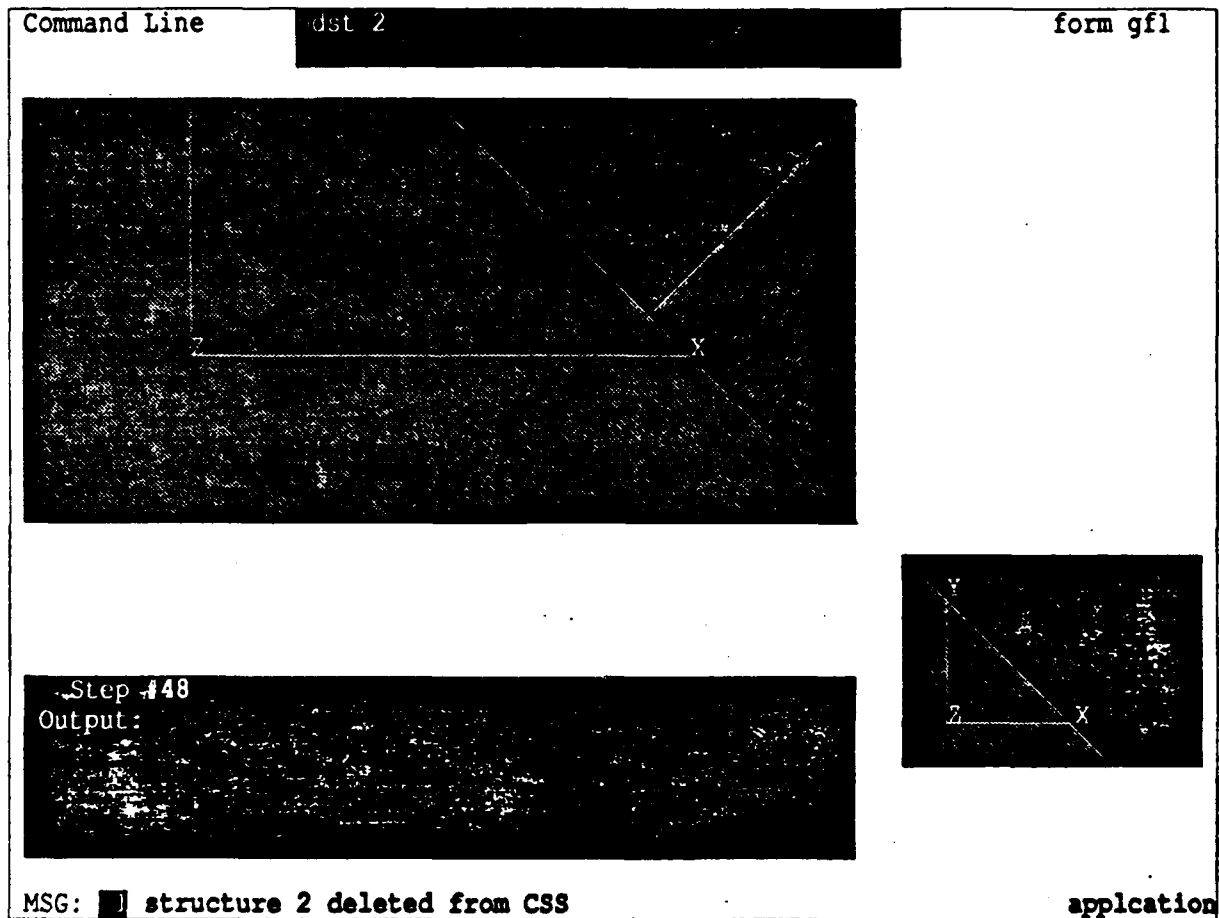 Command Line dst 2 form gfl
Z X
Y
Z X
Step #48
Output:
MSG: structure 2 deleted from CSS applcation